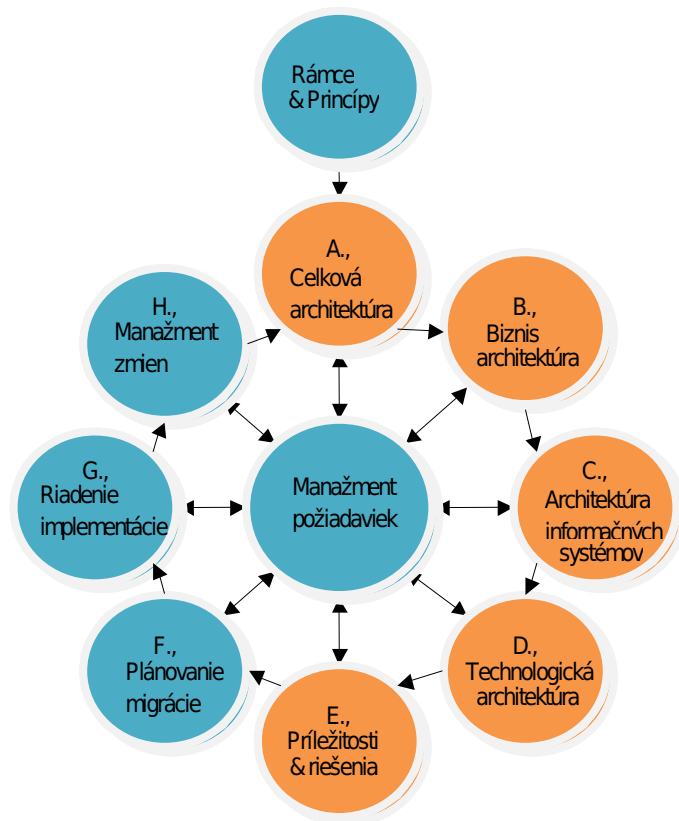 Rámce
& Princípy
A.,
Celková
architektúra
B.,
Biznis
architektúra
C.,
Architektúra
informačných
systémov
D.,
Technologická
architektúra
E.,
Príležitosti
& riešenia
F.,
Plánovanie
migrácie
G.,
Riadenie
implementácie
H.,
Manažment
zmien
Manažment
požiadaviek